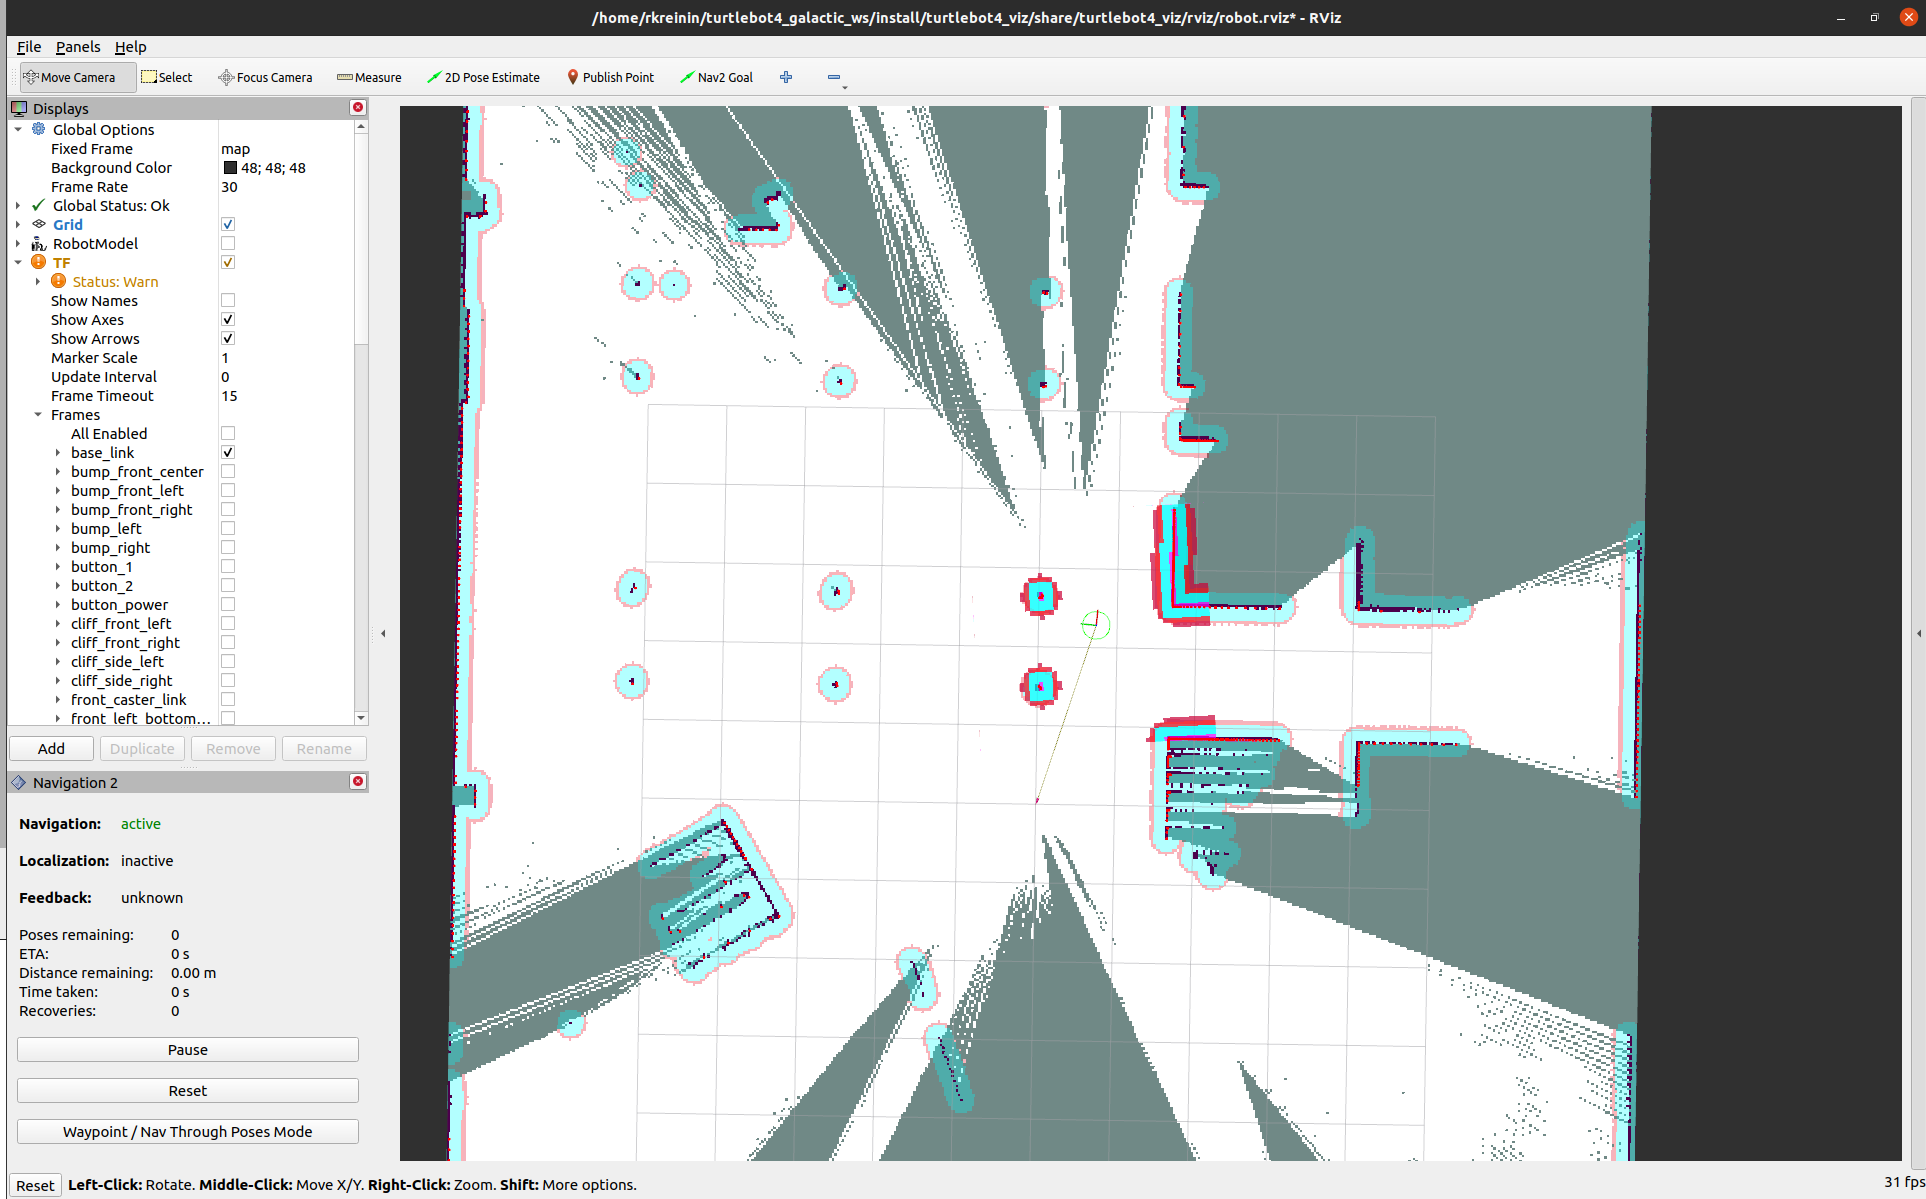 /home/rkreinin/turtlebot4_galactic_ws/install/turtlebot4_viz/share/turtlebot4_viz/rviz/robot.rviz* - RViz
File Panels Help
Move Camera Select Focus Camera Measure 2D Pose Estimate Publish Point Nav2 Goal
Displays
Global Options
Fixed Frame map
Background Color 48; 48; 48
Frame Rate 30
Global Status: Ok
Grid
RobotModel
TF
Status: Warn
Show Names
Show Axes
Show Arrows
Marker Scale 1
Update Interval 0
Frame Timeout 15
Frames
All Enabled
base_link
bump_front_center
bump_front_left
bump_front_right
bump_left
bump_right
button_1
button_2
button_power
cliff_front_left
cliff_front_right
cliff_side_left
cliff_side_right
front_caster_link
front_left_bottom...
Add Duplicate Remove Rename
Navigation 2
Navigation: active
Localization: inactive
Feedback: unknown
Poses remaining: 0
ETA: 0 s
Distance remaining: 0.00 m
Time taken: 0 s
Recoveries: 0
Pause
Reset
Waypoint / Nav Through Poses Mode
Reset Left-Click: Rotate. Middle-Click: Move X/Y. Right-Click: Zoom. Shift: More options. 31 fps